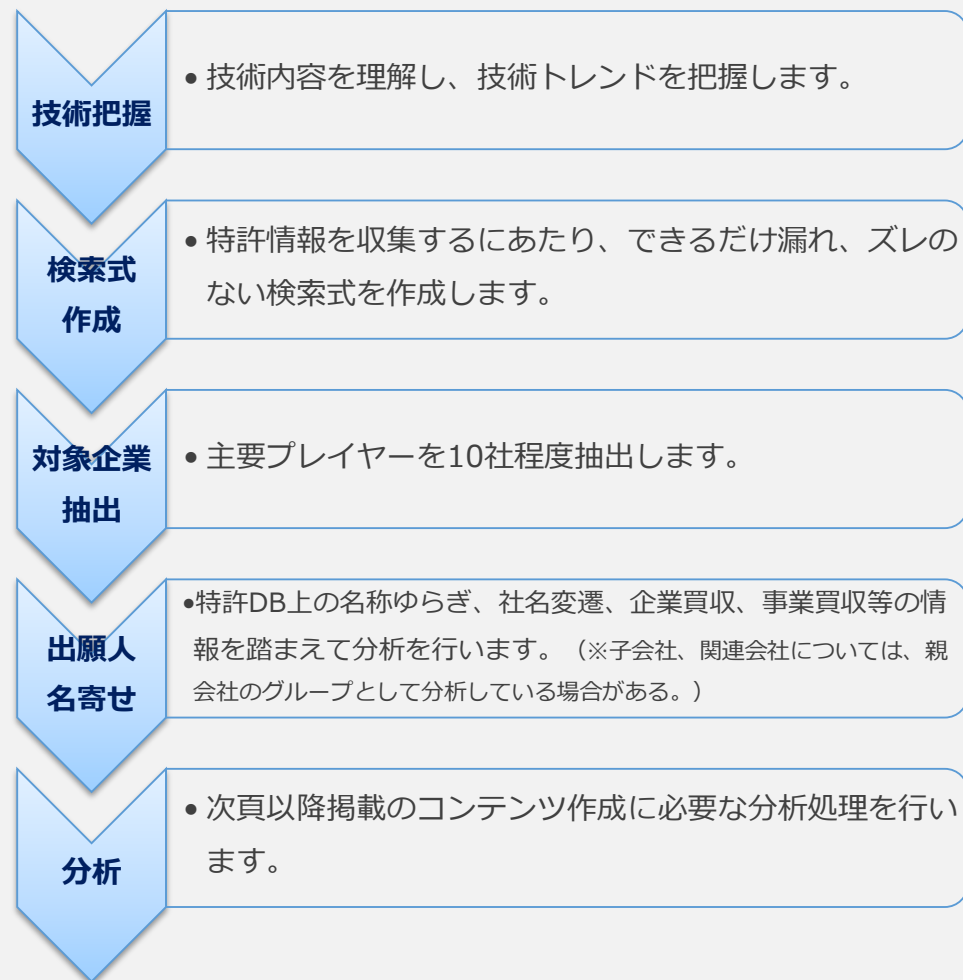 技術把握
• 技術内容を理解し、技術トレンドを把握します。
検索式
作成
• 特許情報を収集するにあたり、できるだけ漏れ、ズレの
ない検索式を作成します。
対象企業
抽出
• 主要プレイヤーを10社程度抽出します。
出願人
名寄せ
•特許DB上の名称ゆらぎ、社名変遷、企業買収、事業買収等の情
報を踏まえて分析を行います。（※子会社、関連会社については、親
会社のグループとして分析している場合がある。）
分析
• 次頁以降掲載のコンテンツ作成に必要な分析処理を行い
ます。